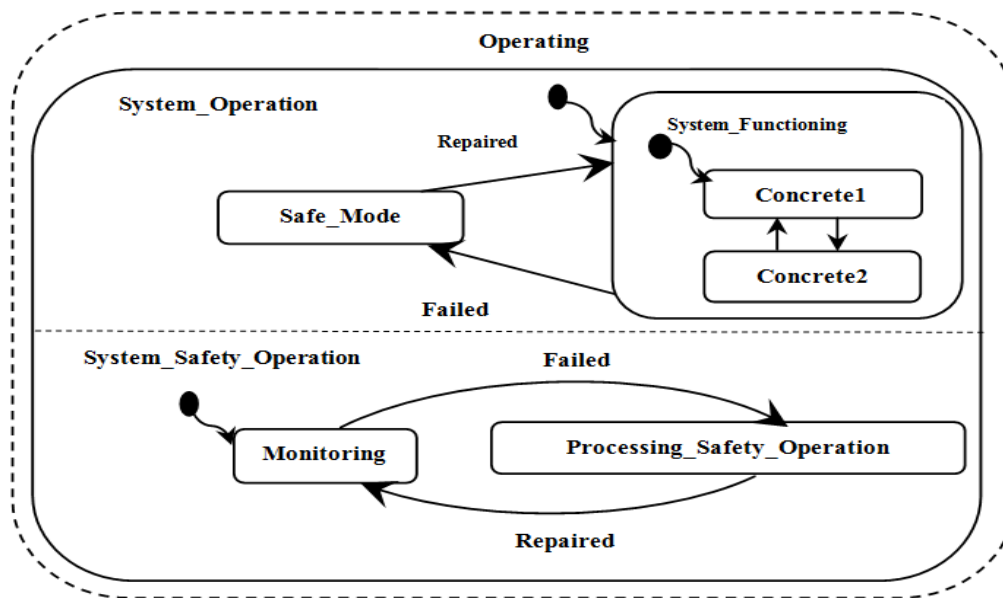 Operating
System_Operation
System_Functioning
Repaired
Concrete1
Safe_Mode
Concrete2
Failed
System_Safety_Operation
Failed
Monitoring
Processing_Safety_Operation
Repaired